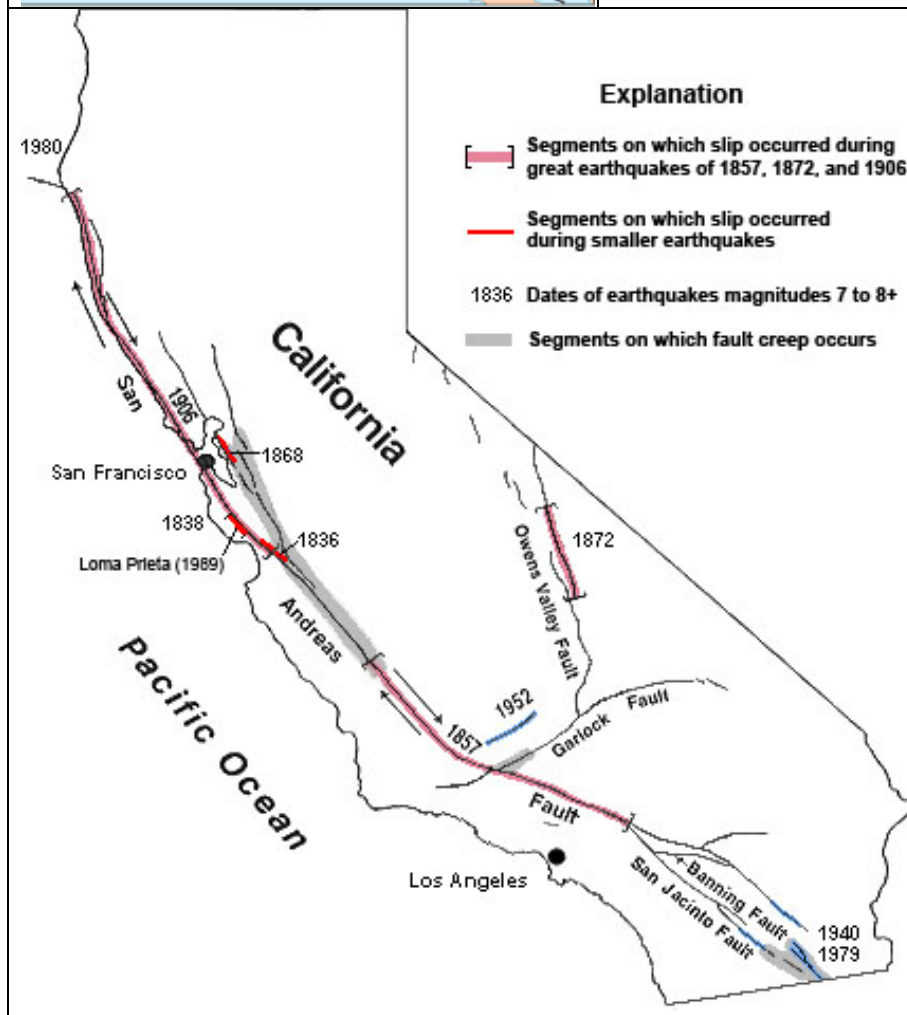 Explanation
Segments on which slip occurred during
great earthquakes of 1857, 1872, and 1906
Segments on which slip occurred
during smaller earthquakes
1836 Dates of earthquakes magnitudes 7 to 8+
Segments on which fault creep occurs
1980
San
1906
California
San Francisco
1868
1838
1836
Loma Prieta (1989)
Andreas
1872
Owens Valley Fault
Pacific Ocean
1952
1857
Garlock Fault
Fault
Los Angeles
Banning Fault
San Jacinto Fault
1940
1979